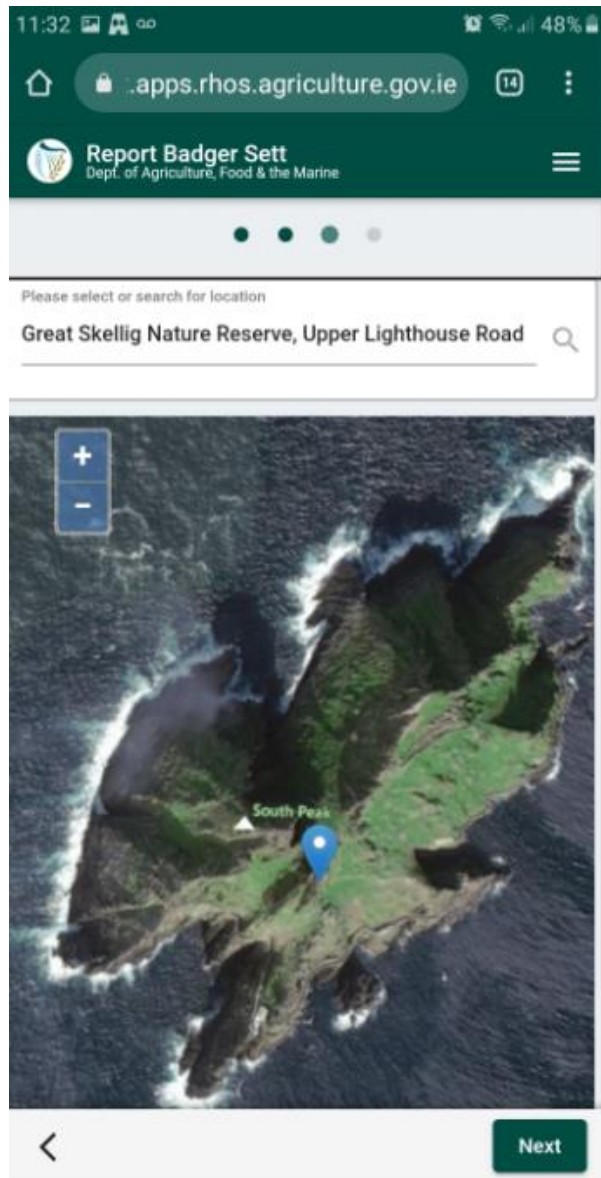 11:32 48%
:.apps.rhos.agriculture.gov.ie 14
Report Badger Sett
Dept. of Agriculture, Food & the Marine
Please select or search for location
Great Skellig Nature Reserve, Upper Lighthouse Road
+
−
South Peak
Next